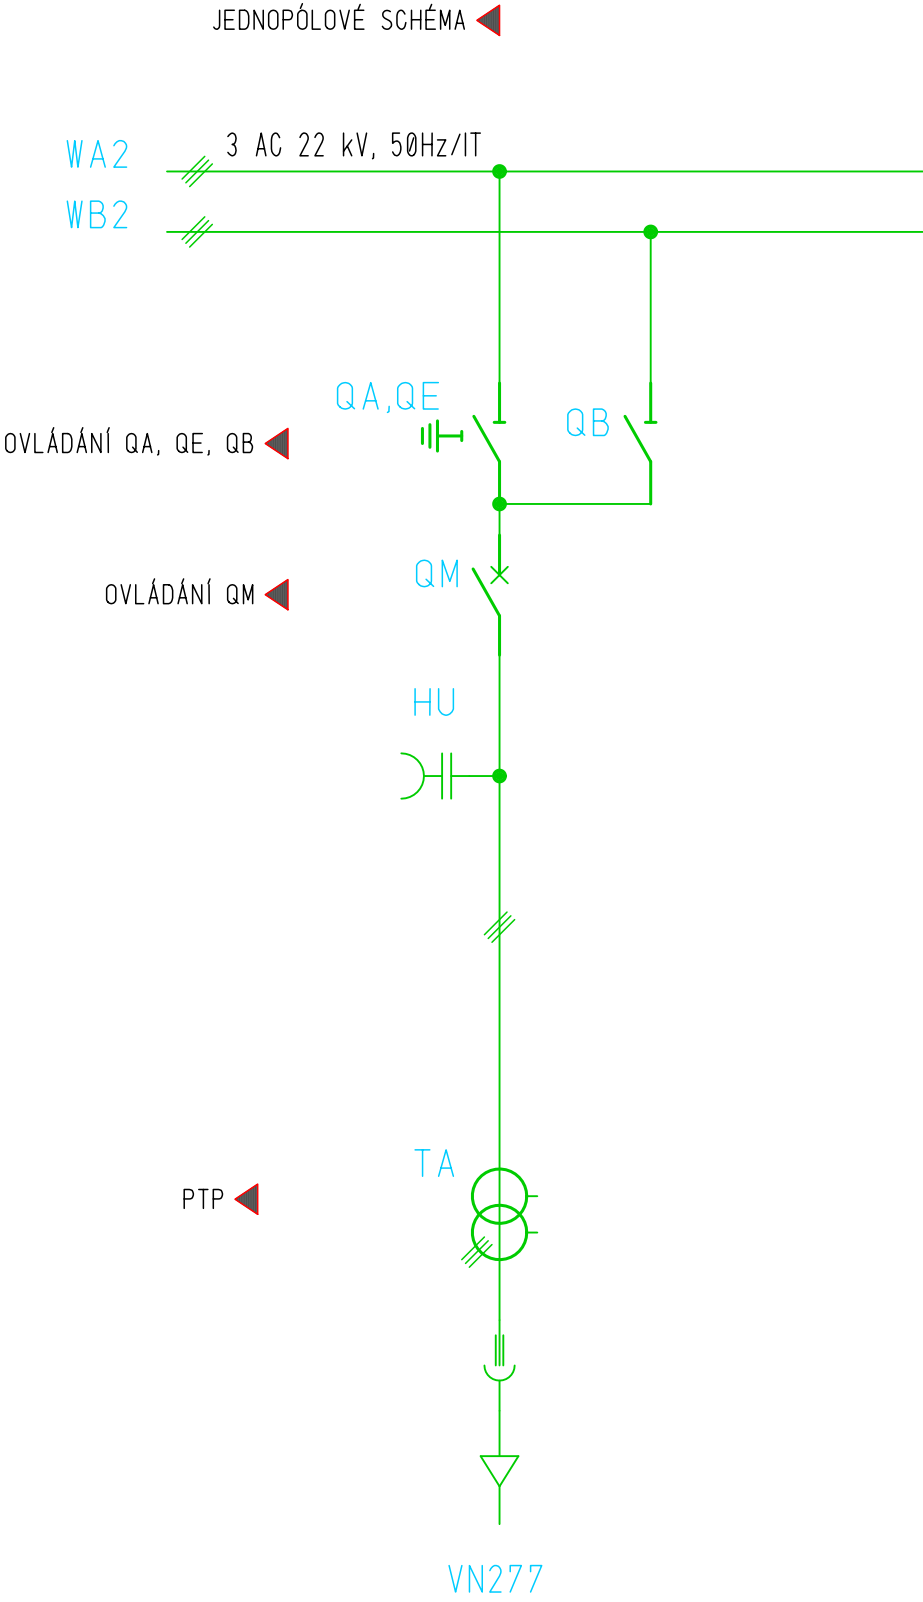 JEDNOPÓLOVÉ SCHÉMA
3 AC 22 kV, 50Hz/IT
WA2
WB2
QA,QE
QB
OVLÁDÁNÍ QA, QE, QB
QM
OVLÁDÁNÍ QM
HU
TA
PTP
VN277